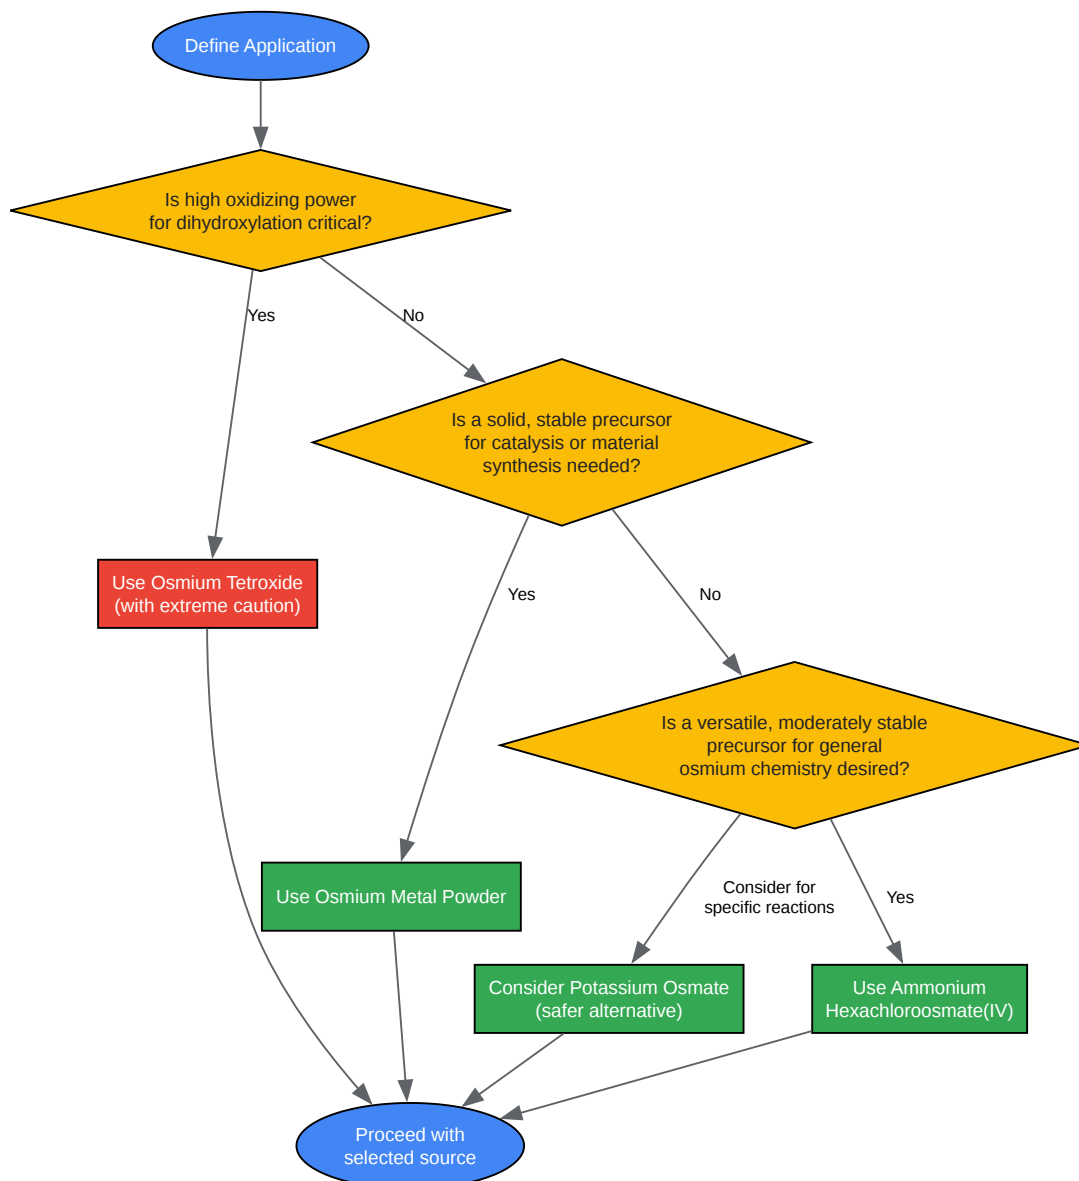 Define Application
Is high oxidizing power
for dihydroxylation critical?
Yes
No
Is a solid, stable precursor
for catalysis or material
synthesis needed?
Use Osmium Tetroxide
(with extreme caution)
Yes
No
Is a versatile, moderately stable
precursor for general
osmium chemistry desired?
Use Osmium Metal Powder
Consider for
specific reactions
Yes
Consider Potassium Osmate
(safer alternative)
Use Ammonium
Hexachloroosmate(IV)
Proceed with
selected source